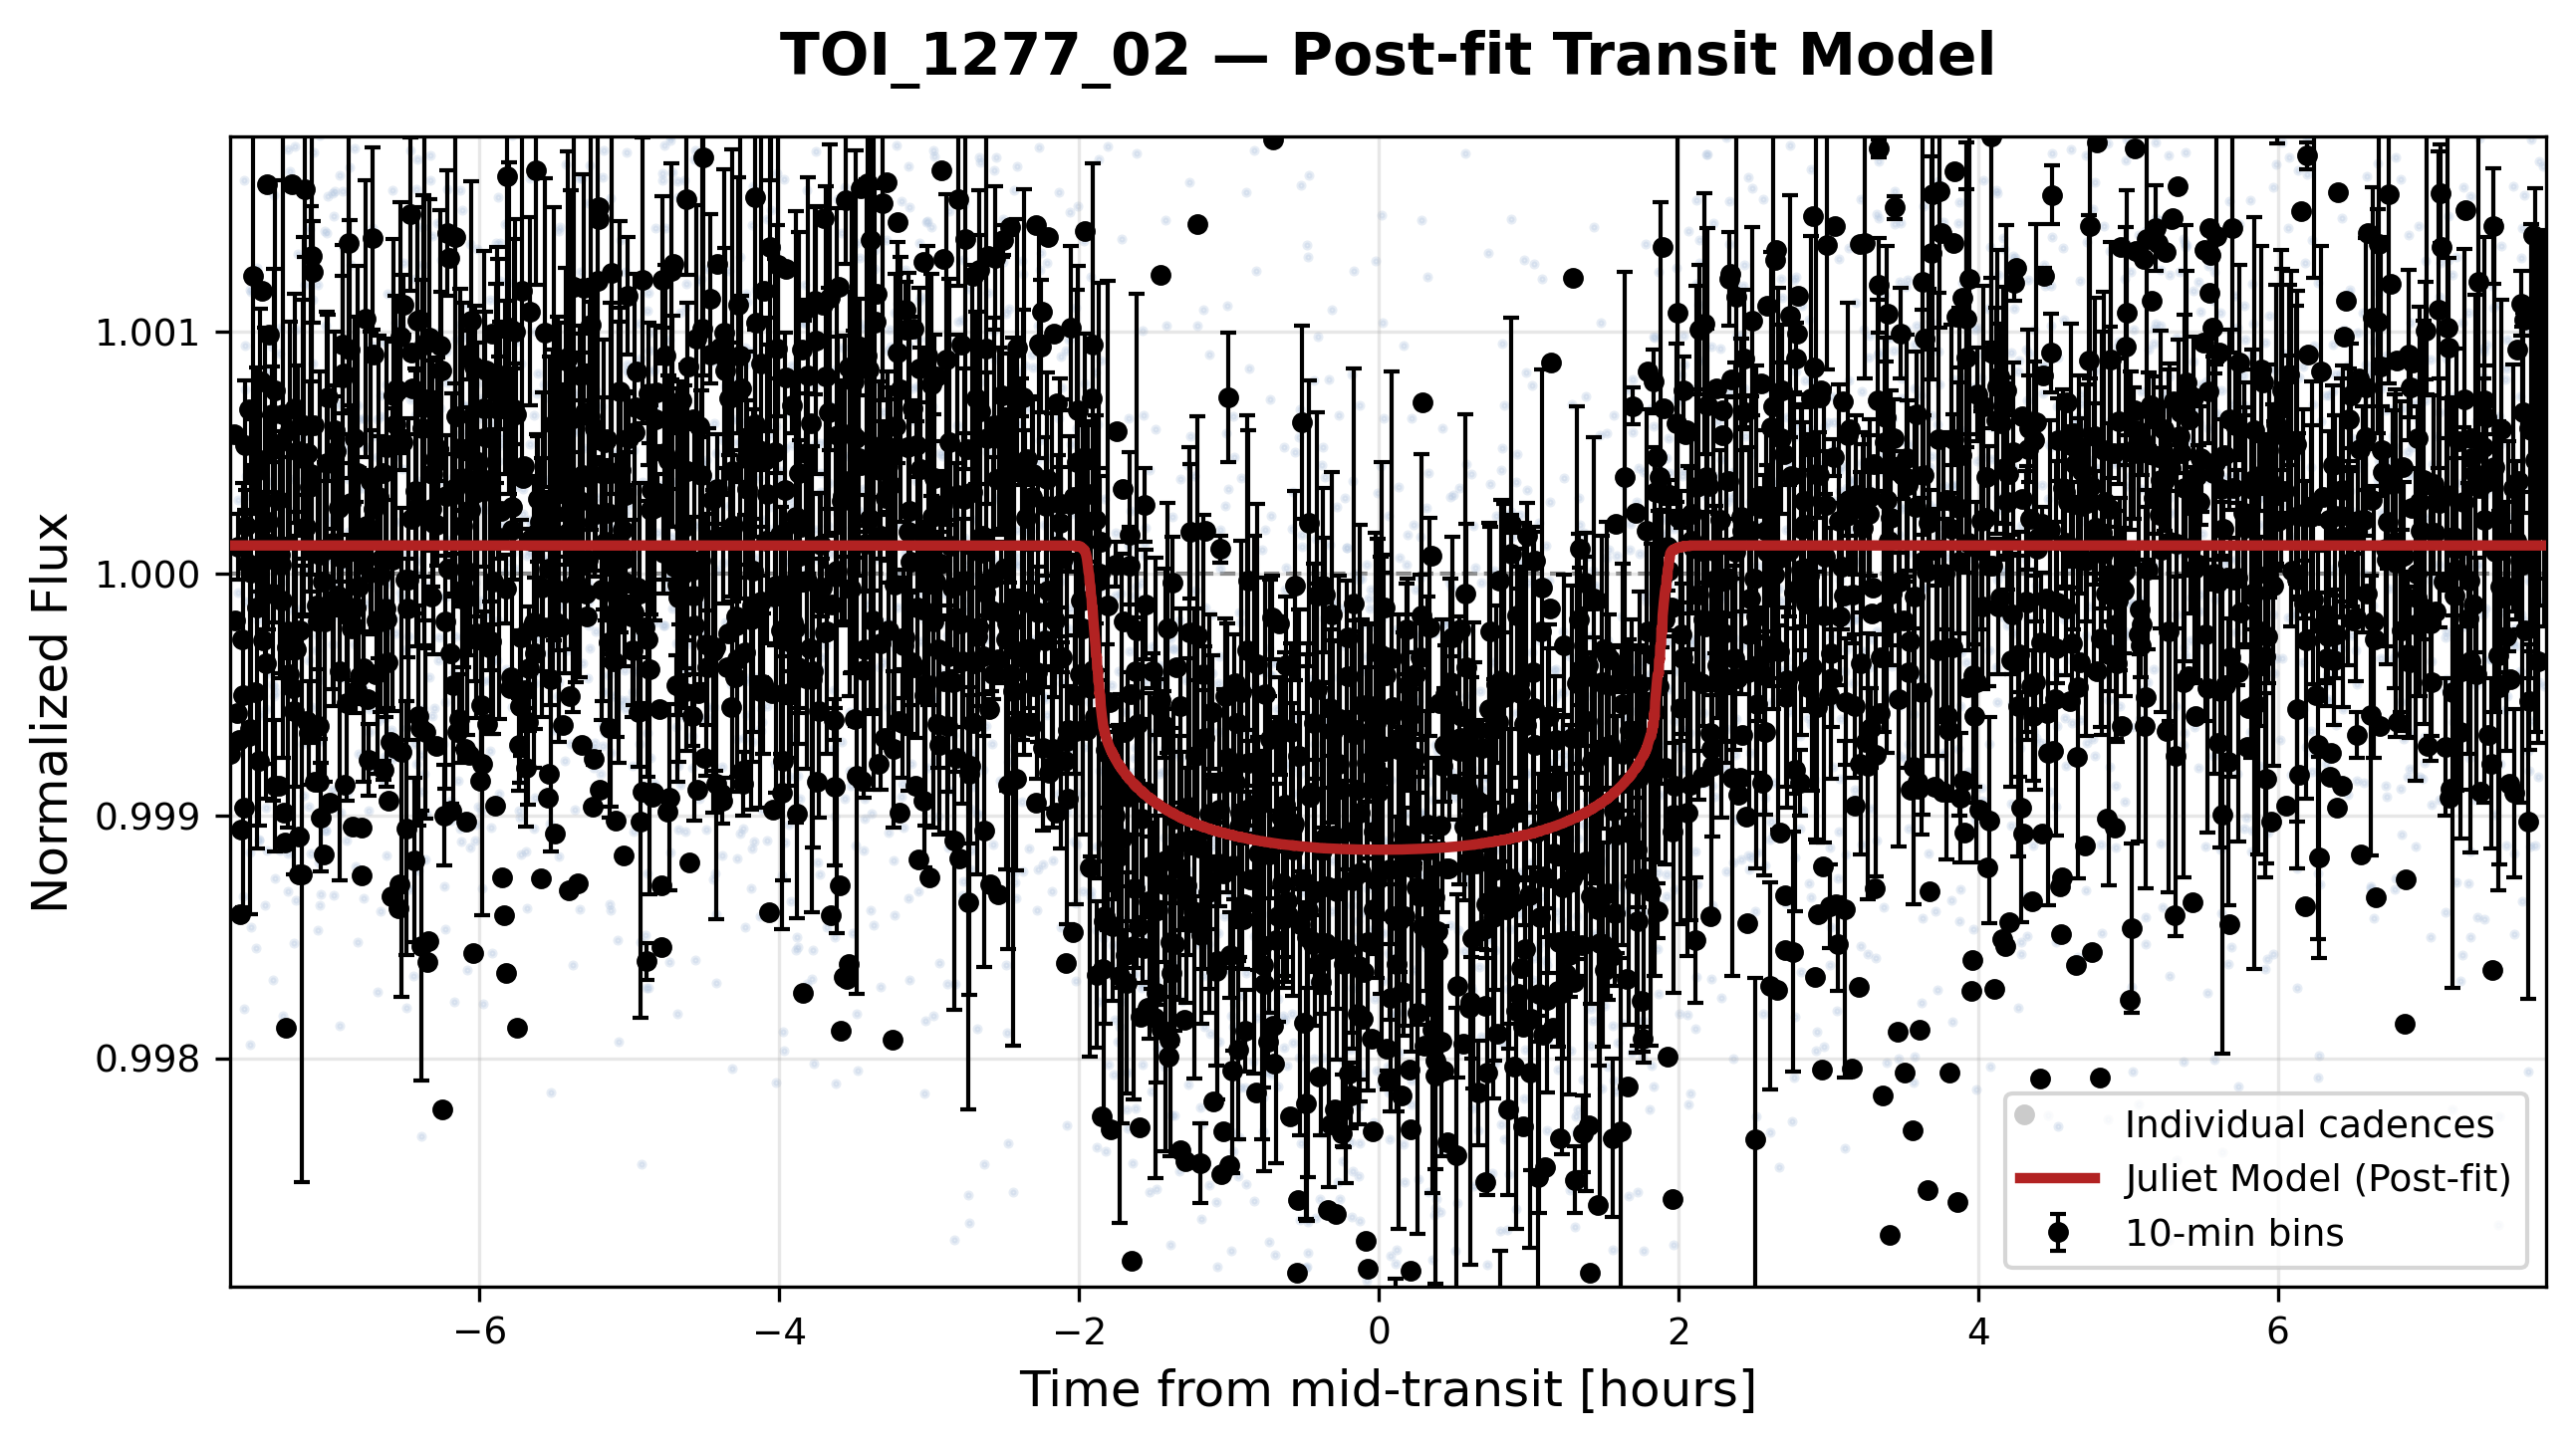 TOI_1277_02 — Post-fit Transit Model
Normalized Flux
1.001
1.000
0.999
0.998
−6
−4
−2
0
2
4
6
Time from mid-transit [hours]
Individual cadences
Juliet Model (Post-fit)
10-min bins